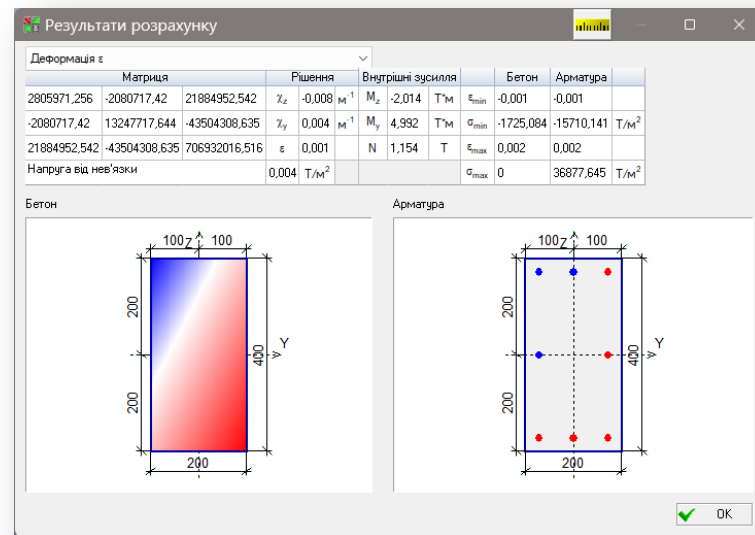 Результати розрахунку
Деформація ε
Матриця Рішення Внутрішні зусилля Бетон Арматура
2805971,256 -2080717,42 21884952,542 χz -0,008 м-1 Mz -2,014 Т*м εmin -0,001 -0,001
-2080717,42 13247717,644 -43504308,635 χy 0,004 м-1 My 4,992 Т*м σmin -1725,084 -15710,141 Т/м2
21884952,542 -43504308,635 706932016,516 ε 0,001 N 1,154 Т εmax 0,002 0,002
Напруга від нев'язки 0,004 Т/м2 σmax 0 36877,645 Т/м2
Бетон Арматура
100 Z 100 100 Z 100
200 200
Y Y
400 400
200 200
200 200
OK